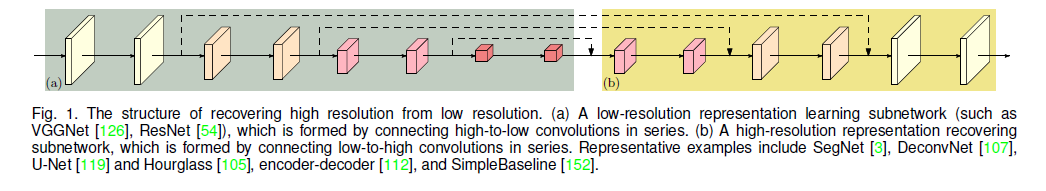 (a)
(b)
Fig. 1. The structure of recovering high resolution from low resolution. (a) A low-resolution representation learning subnetwork (such as
VGGNet [126], ResNet [54]), which is formed by connecting high-to-low convolutions in series. (b) A high-resolution representation recovering
subnetwork, which is formed by connecting low-to-high convolutions in series. Representative examples include SegNet [3], DeconvNet [107],
U-Net [119] and Hourglass [105], encoder-decoder [112], and SimpleBaseline [152].